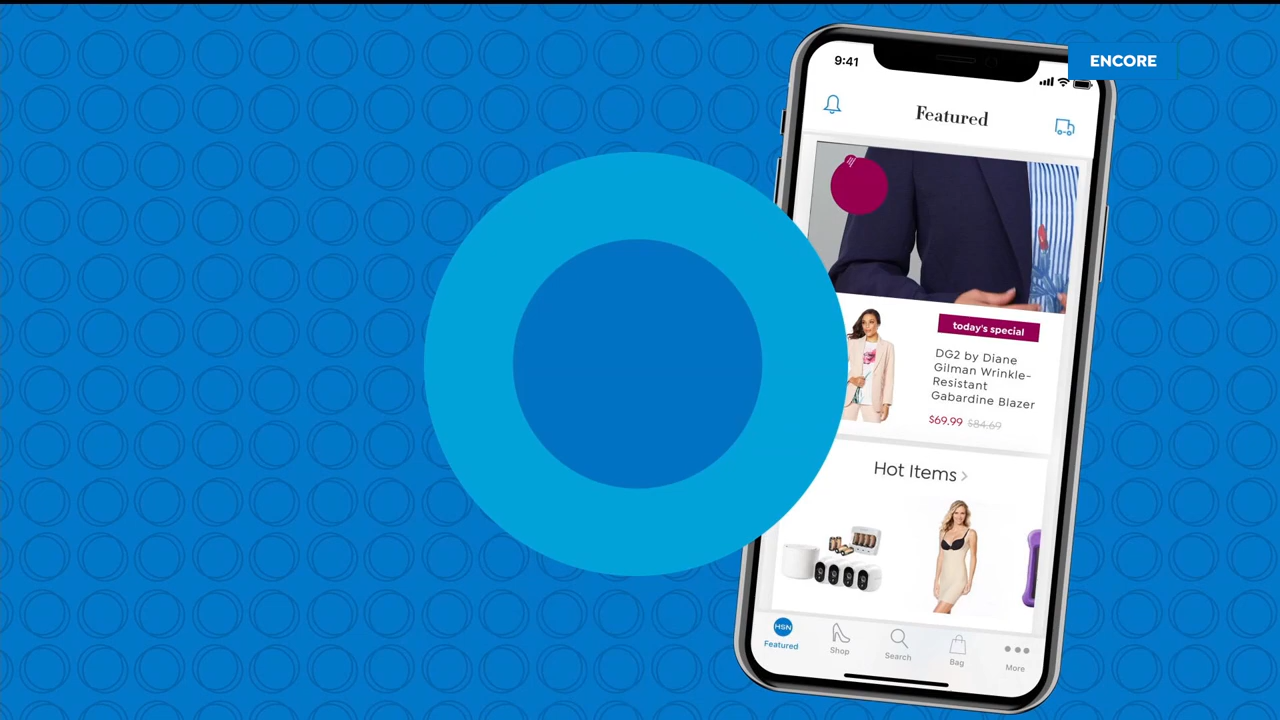 ENCORE
9:41
Featured
today's special
DG2 by Diane
Gilman Wrinkle-
Resistant
Gabardine Blazer
$69.99 $84.69
Hot Items
HSN
Featured
Shop
Search
Bag
More